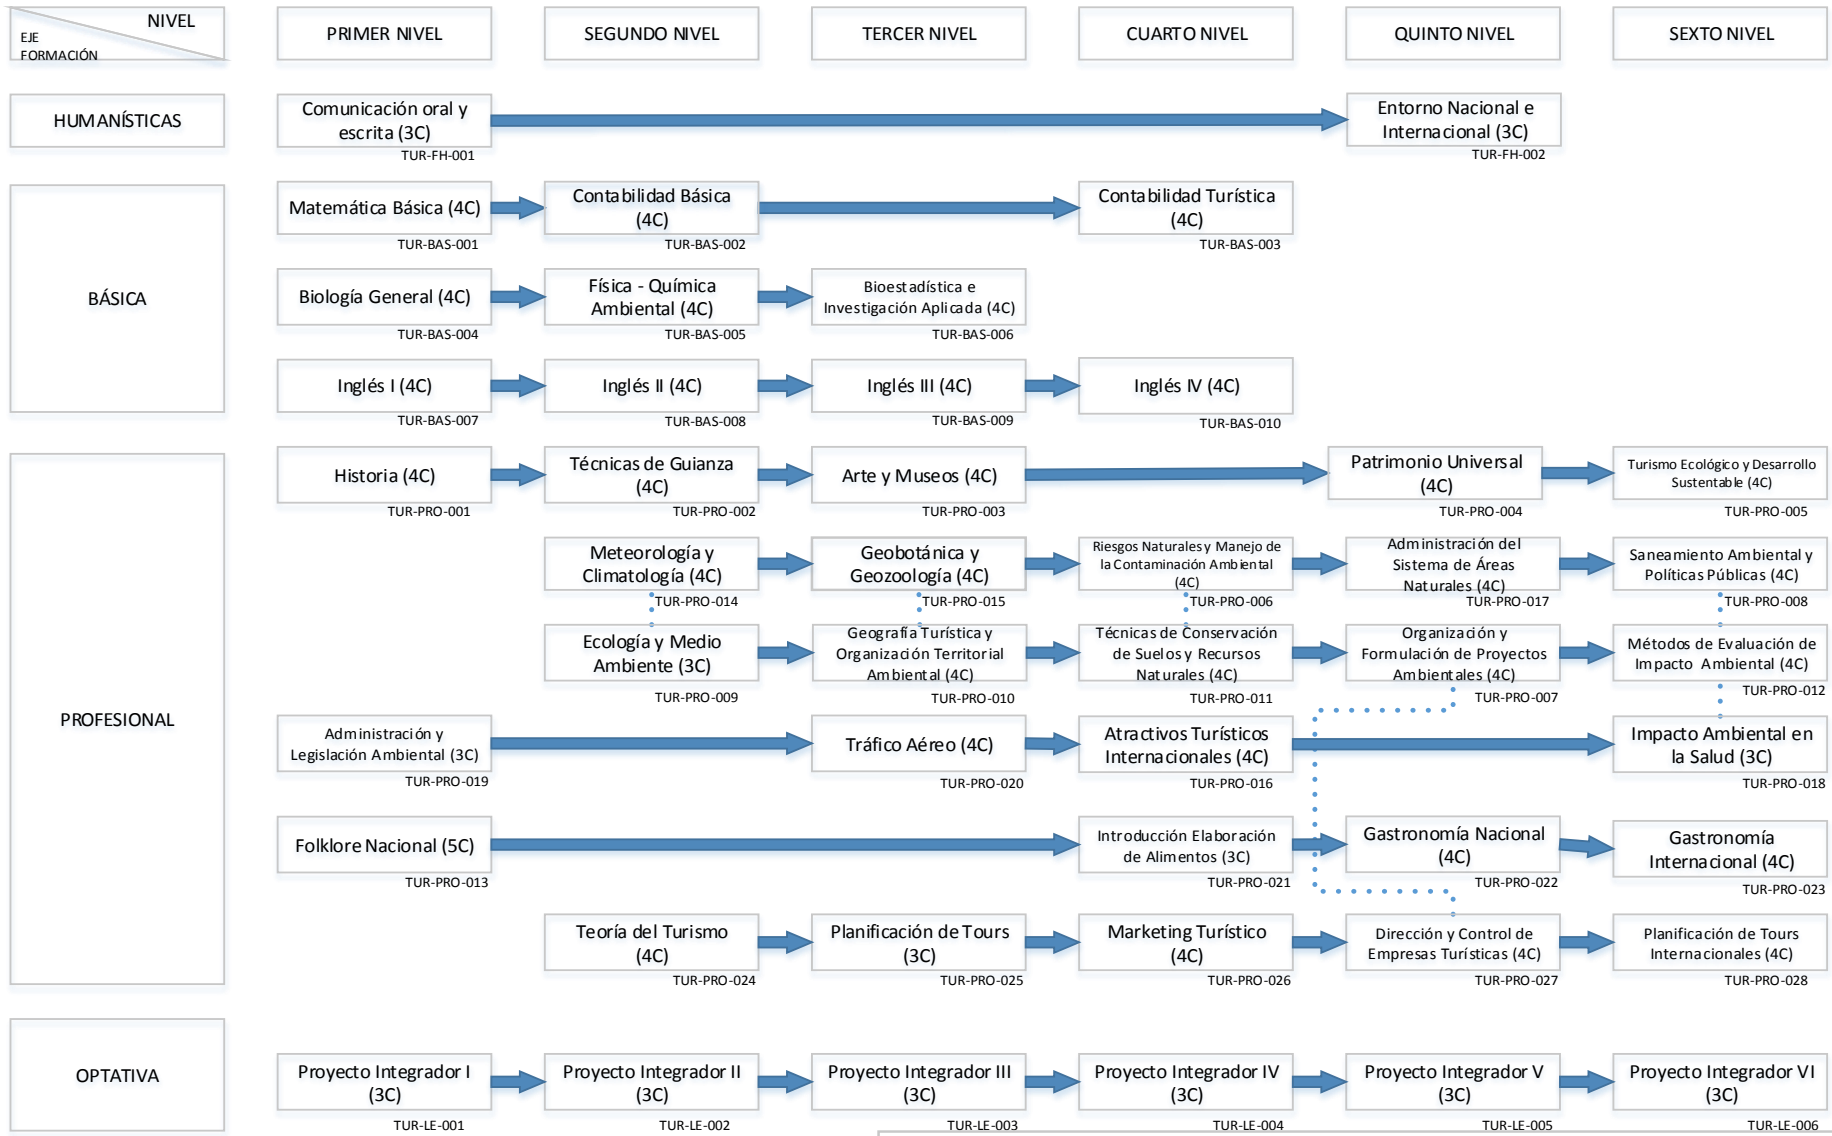 NIVEL
EJE
FORMACIÓN
PRIMER NIVEL
SEGUNDO NIVEL
TERCER NIVEL
CUARTO NIVEL
QUINTO NIVEL
SEXTO NIVEL
HUMANÍSTICAS
Comunicación oral y
escrita (3C)
TUR-FH-001
Entorno Nacional e
Internacional (3C)
TUR-FH-002
BÁSICA
Matemática Básica (4C)
TUR-BAS-001
Contabilidad Básica
(4C)
TUR-BAS-002
Contabilidad Turística
(4C)
TUR-BAS-003
Biología General (4C)
TUR-BAS-004
Física - Química
Ambiental (4C)
TUR-BAS-005
Bioestadística e
Investigación Aplicada (4C)
TUR-BAS-006
Inglés I (4C)
TUR-BAS-007
Inglés II (4C)
TUR-BAS-008
Inglés III (4C)
TUR-BAS-009
Inglés IV (4C)
TUR-BAS-010
PROFESIONAL
Historia (4C)
TUR-PRO-001
Técnicas de Guianza
(4C)
TUR-PRO-002
Arte y Museos (4C)
TUR-PRO-003
Patrimonio Universal
(4C)
TUR-PRO-004
Turismo Ecológico y Desarrollo
Sustentable (4C)
TUR-PRO-005
Meteorología y
Climatología (4C)
TUR-PRO-014
Geobotánica y
Geozoología (4C)
TUR-PRO-015
Riesgos Naturales y Manejo de
la Contaminación Ambiental
(4C)
TUR-PRO-006
Administración del
Sistema de Áreas
Naturales (4C)
TUR-PRO-017
Saneamiento Ambiental y
Políticas Públicas (4C)
TUR-PRO-008
Ecología y Medio
Ambiente (3C)
TUR-PRO-009
Geografía Turística y
Organización Territorial
Ambiental (4C)
TUR-PRO-010
Técnicas de Conservación
de Suelos y Recursos
Naturales (4C)
TUR-PRO-011
Organización y
Formulación de Proyectos
Ambientales (4C)
TUR-PRO-007
Métodos de Evaluación de
Impacto Ambiental (4C)
TUR-PRO-012
Administración y
Legislación Ambiental (3C)
TUR-PRO-019
Tráfico Aéreo (4C)
TUR-PRO-020
Atractivos Turísticos
Internacionales (4C)
TUR-PRO-016
Impacto Ambiental en
la Salud (3C)
TUR-PRO-018
Folklore Nacional (5C)
TUR-PRO-013
Introducción Elaboración
de Alimentos (3C)
TUR-PRO-021
Gastronomía Nacional
(4C)
TUR-PRO-022
Gastronomía
Internacional (4C)
TUR-PRO-023
Teoría del Turismo
(4C)
TUR-PRO-024
Planificación de Tours
(3C)
TUR-PRO-025
Marketing Turístico
(4C)
TUR-PRO-026
Dirección y Control de
Empresas Turísticas (4C)
TUR-PRO-027
Planificación de Tours
Internacionales (4C)
TUR-PRO-028
OPTATIVA
Proyecto Integrador I
(3C)
TUR-LE-001
Proyecto Integrador II
(3C)
TUR-LE-002
Proyecto Integrador III
(3C)
TUR-LE-003
Proyecto Integrador IV
(3C)
TUR-LE-004
Proyecto Integrador V
(3C)
TUR-LE-005
Proyecto Integrador VI
(3C)
TUR-LE-006